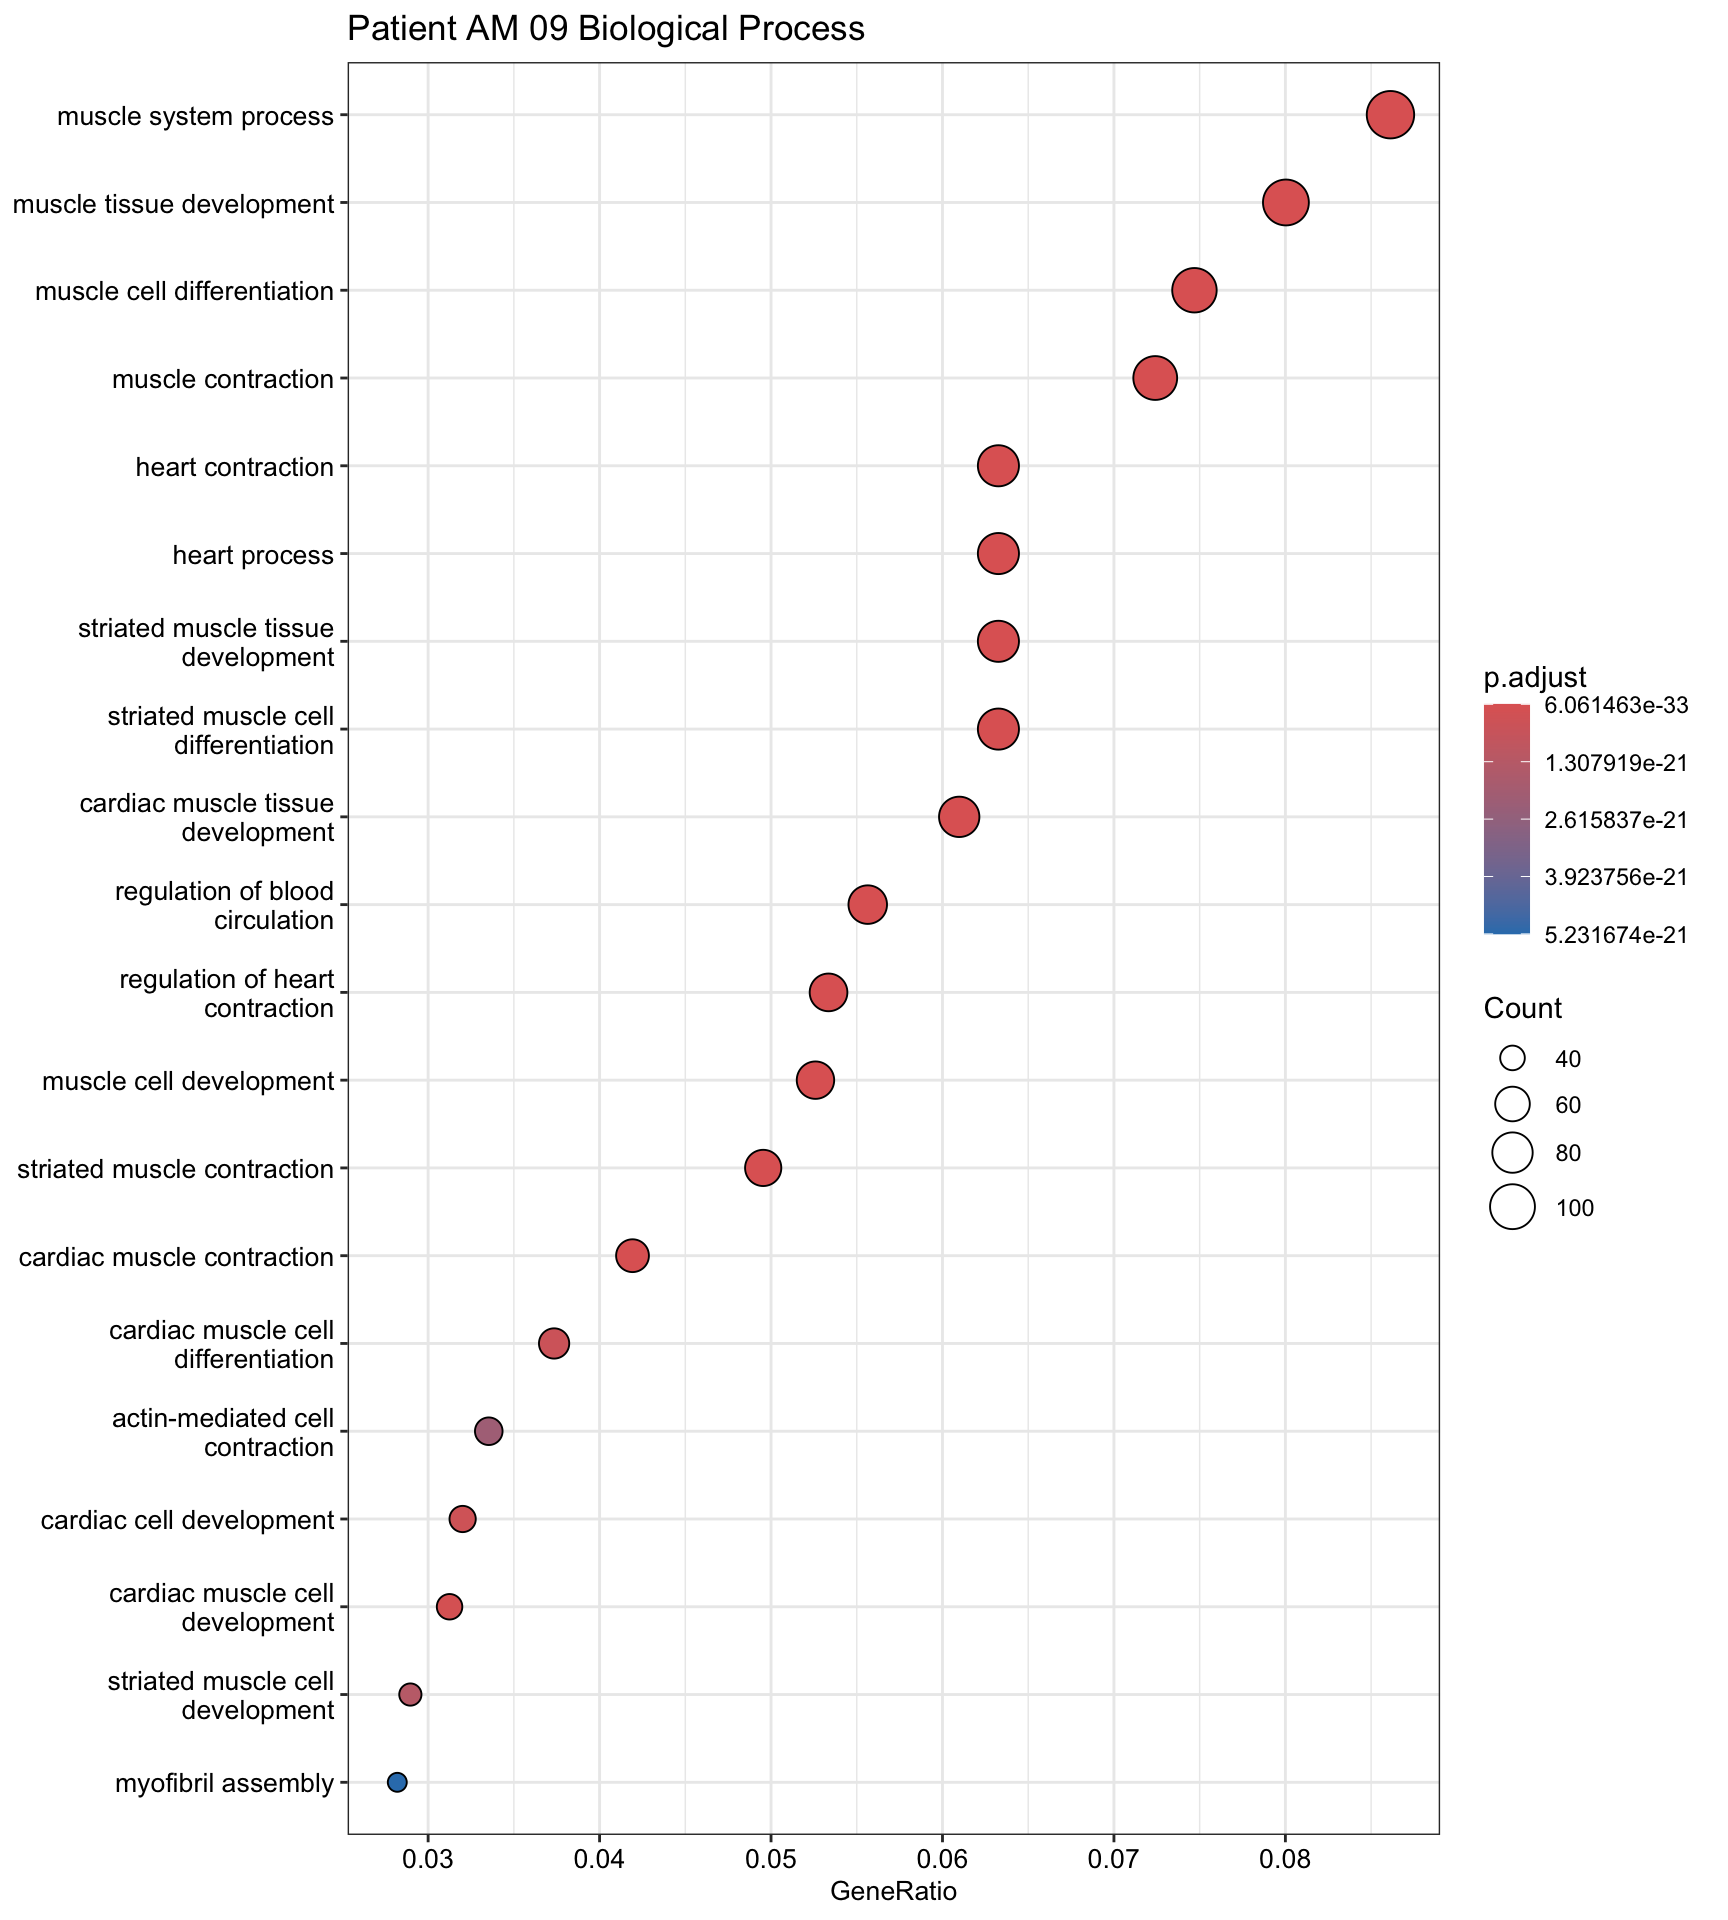 Patient AM 09 Biological Process
muscle system process
muscle tissue development
muscle cell differentiation
muscle contraction
heart contraction
heart process
striated muscle tissue
development
striated muscle cell
differentiation
cardiac muscle tissue
development
regulation of blood
circulation
regulation of heart
contraction
muscle cell development
striated muscle contraction
cardiac muscle contraction
cardiac muscle cell
differentiation
actin-mediated cell
contraction
cardiac cell development
cardiac muscle cell
development
striated muscle cell
development
myofibril assembly
0.03 0.04 0.05 0.06 0.07 0.08
GeneRatio
p.adjust
6.061463e-33
1.307919e-21
2.615837e-21
3.923756e-21
5.231674e-21
Count
40
60
80
100